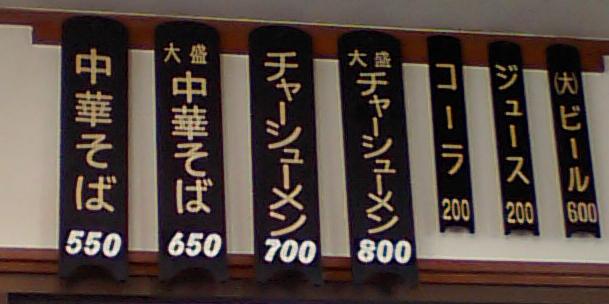 中華そば
550
大盛
中華そば
650
チャーシューメン
700
大盛
チャーシューメン
800
コーラ
200
ジュース
200
(大)ビール
600